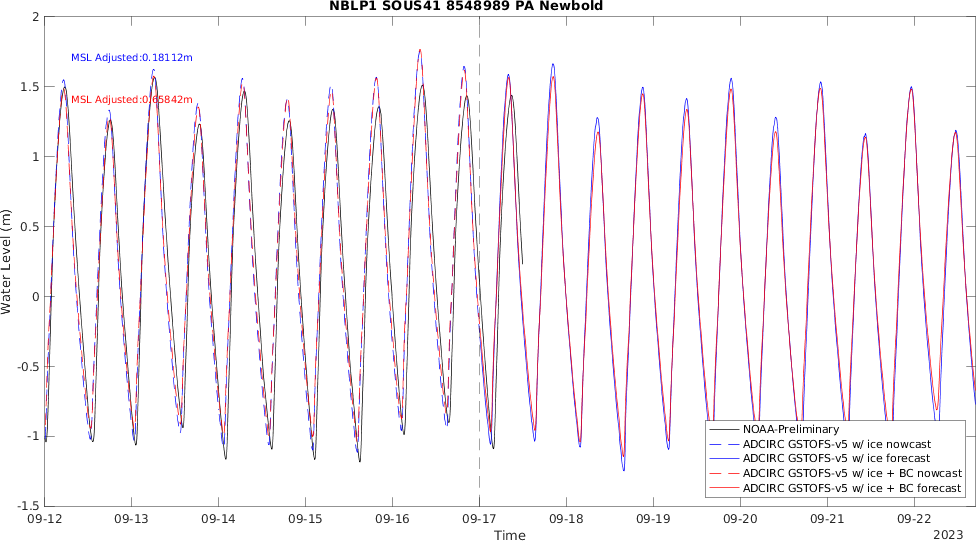 NBLP1 SOUS41 8548989 PA Newbold
2
MSL Adjusted:0.18112m
1.5
MSL Adjusted:0.65842m
1
0.5
Water Level (m)
0
-0.5
-1
NOAA-Preliminary
ADCIRC GSTOFS-v5 w/ ice nowcast
ADCIRC GSTOFS-v5 w/ ice forecast
ADCIRC GSTOFS-v5 w/ ice + BC nowcast
ADCIRC GSTOFS-v5 w/ ice + BC forecast
-1.5
09-12 09-13 09-14 09-15 09-16 09-17 09-18 09-19 09-20 09-21 09-22
Time
2023